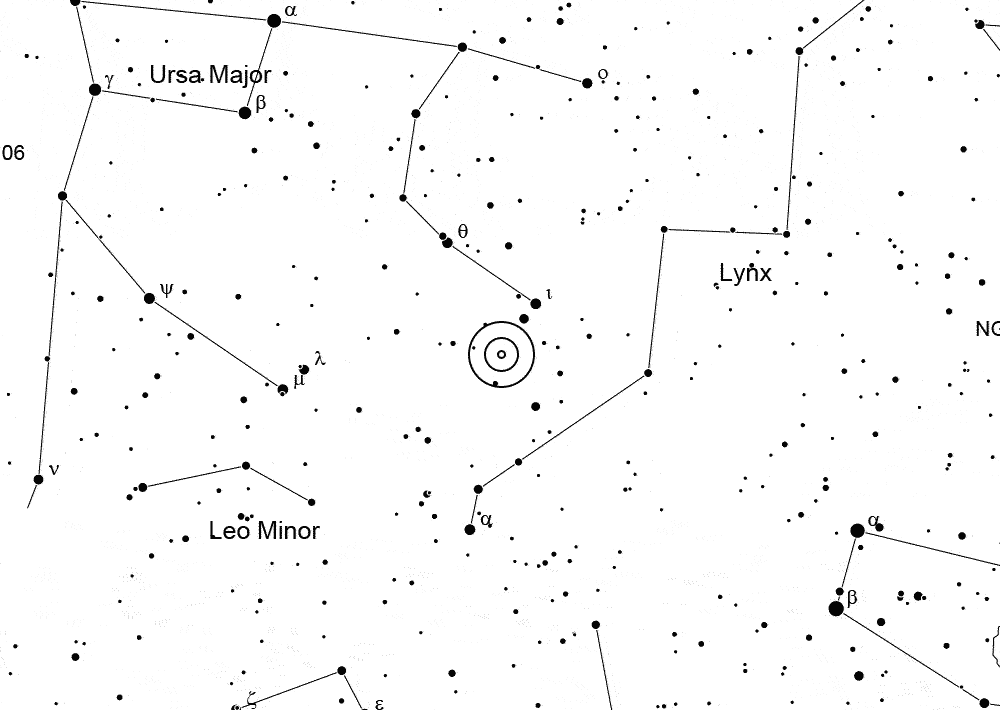 α
ο
γ
Ursa Major
β
06
θ
Lynx
ψ
ι
NG
λ
μ
ν
α
Leo Minor
α
β
ζ
ε